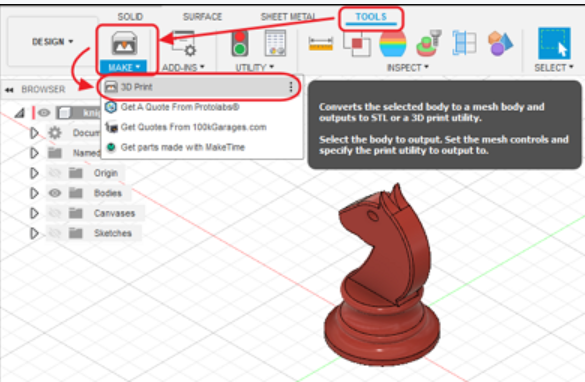 SOLID SURFACE SHEET METAL TOOLS
DESIGN
MAKE ADD-INS UTILITY INSPECT SELECT
BROWSER
3D Print
Get A Quote From Protolabs®
Get Quotes From 100kGarages.com
Get parts made with MakeTime
Converts the selected body to a mesh body and
outputs to STL or a 3D print utility.
Select the body to output. Set the mesh controls and
specify the print utility to output to.
kni
Docum
Named
Origin
Bodies
Canvases
Sketches